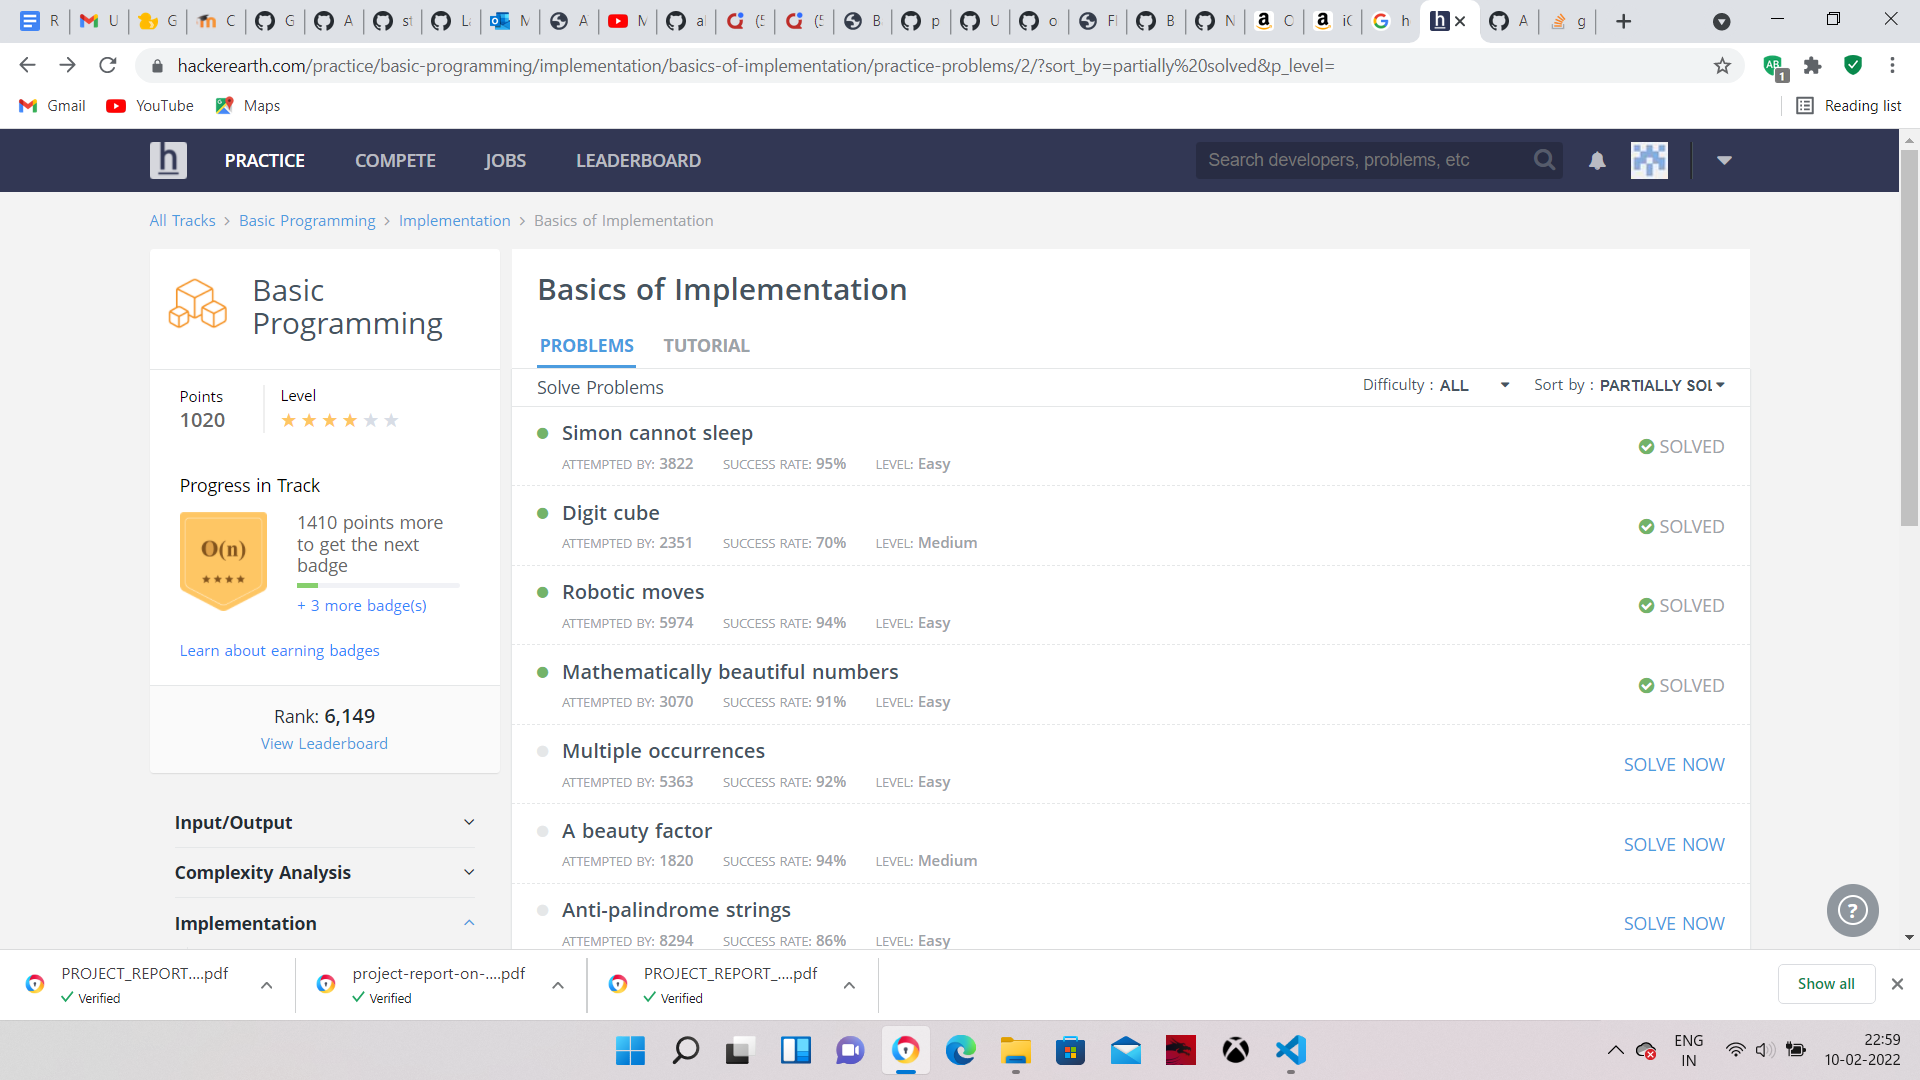 R
U
G
C
G
A
st
La
M
A
M
al
(5
(5
B
p
U
o
Fl
B
N
O
iC
h
A
g
hackerearth.com/practice/basic-programming/implementation/basics-of-implementation/practice-problems/2/?sort_by=partially%20solved&p_level=
1
Gmail YouTube Maps Reading list
h PRACTICE COMPETE JOBS LEADERBOARD Search developers, problems, etc
All Tracks > Basic Programming > Implementation > Basics of Implementation
Basic
Programming
Points
1020
Level
Progress in Track
O(n)
1410 points more
to get the next
badge
+ 3 more badge(s)
Learn about earning badges
Rank: 6,149
View Leaderboard
Input/Output
Complexity Analysis
Implementation
Basics of Implementation
PROBLEMS TUTORIAL
Solve Problems Difficulty : ALL Sort by : PARTIALLY SOL
Simon cannot sleep
ATTEMPTED BY: 3822 SUCCESS RATE: 95% LEVEL: Easy
SOLVED
Digit cube
ATTEMPTED BY: 2351 SUCCESS RATE: 70% LEVEL: Medium
SOLVED
Robotic moves
ATTEMPTED BY: 5974 SUCCESS RATE: 94% LEVEL: Easy
SOLVED
Mathematically beautiful numbers
ATTEMPTED BY: 3070 SUCCESS RATE: 91% LEVEL: Easy
SOLVED
Multiple occurrences
ATTEMPTED BY: 5363 SUCCESS RATE: 92% LEVEL: Easy
SOLVE NOW
A beauty factor
ATTEMPTED BY: 1820 SUCCESS RATE: 94% LEVEL: Medium
SOLVE NOW
Anti-palindrome strings
ATTEMPTED BY: 8294 SUCCESS RATE: 86% LEVEL: Easy
SOLVE NOW
?
PROJECT_REPORT....pdf
Verified
project-report-on-....pdf
Verified
PROJECT_REPORT_....pdf
Verified
Show all
ENG
IN
22:59
10-02-2022